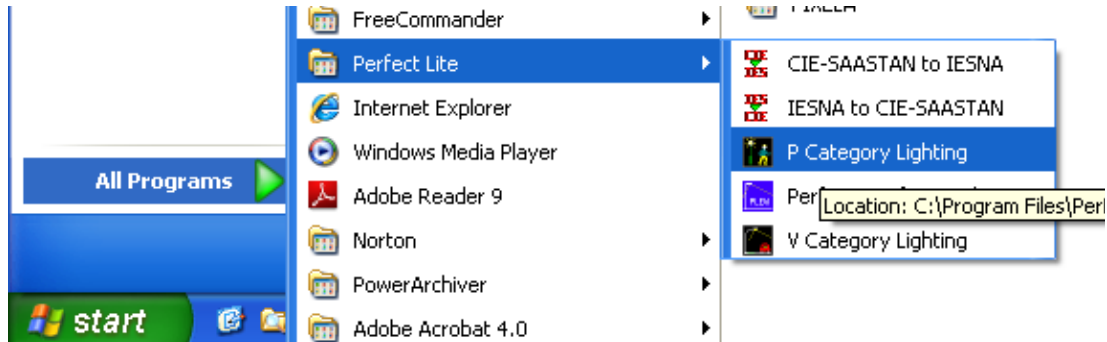 FreeCommander
Perfect Lite
Internet Explorer
Windows Media Player
Adobe Reader 9
Norton
PowerArchiver
Adobe Acrobat 4.0
All Programs
start
CIE-SAASTAN to IESNA
IESNA to CIE-SAASTAN
P Category Lighting
Location: C:\Program Files\Perf
V Category Lighting